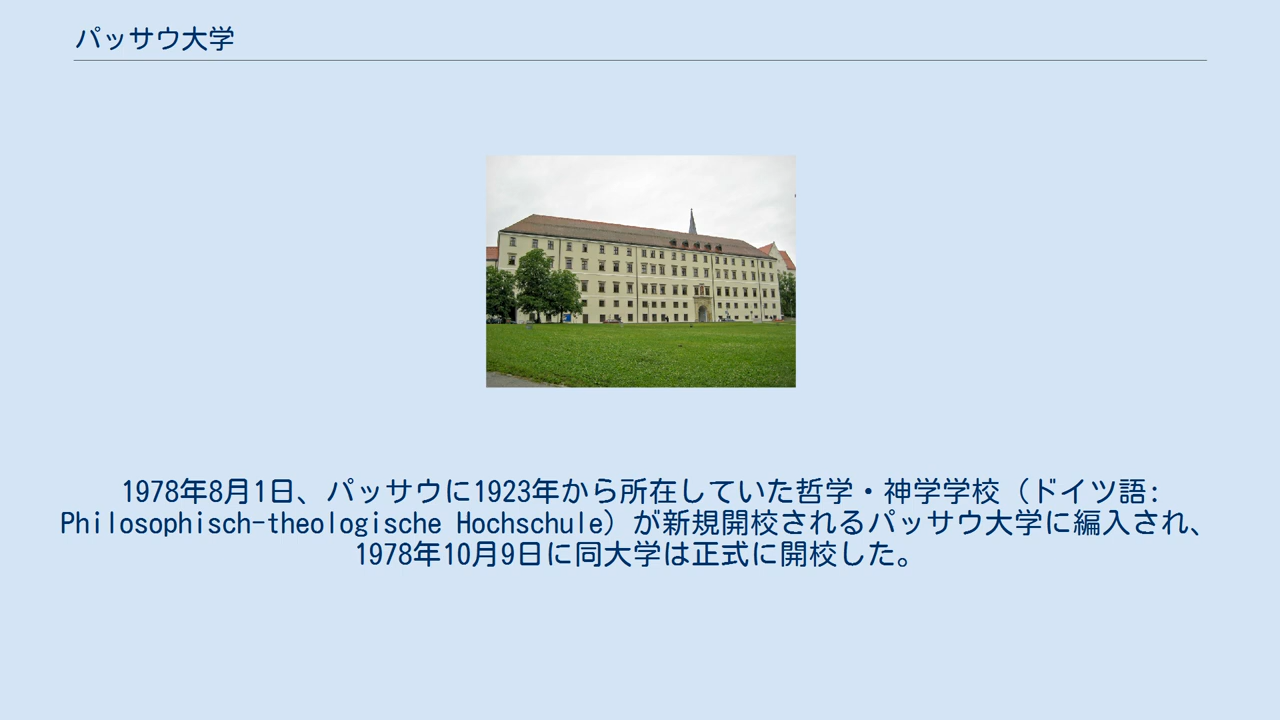 パッサウ大学
1978年8月1日、パッサウに1923年から所在していた哲学・神学学校（ドイツ語:
Philosophisch-theologische Hochschule）が新規開校されるパッサウ大学に編入され、
1978年10月9日に同大学は正式に開校した。